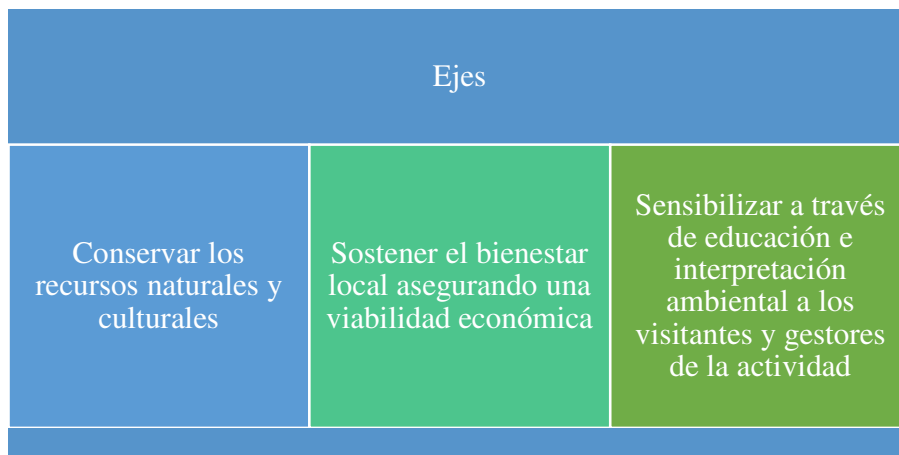 Ejes
Conservar los
recursos naturales y
culturales
Sostener el bienestar
local asegurando una
viabilidad económica
Sensibilizar a través
de educación e
interpretación
ambiental a los
visitantes y gestores
de la actividad